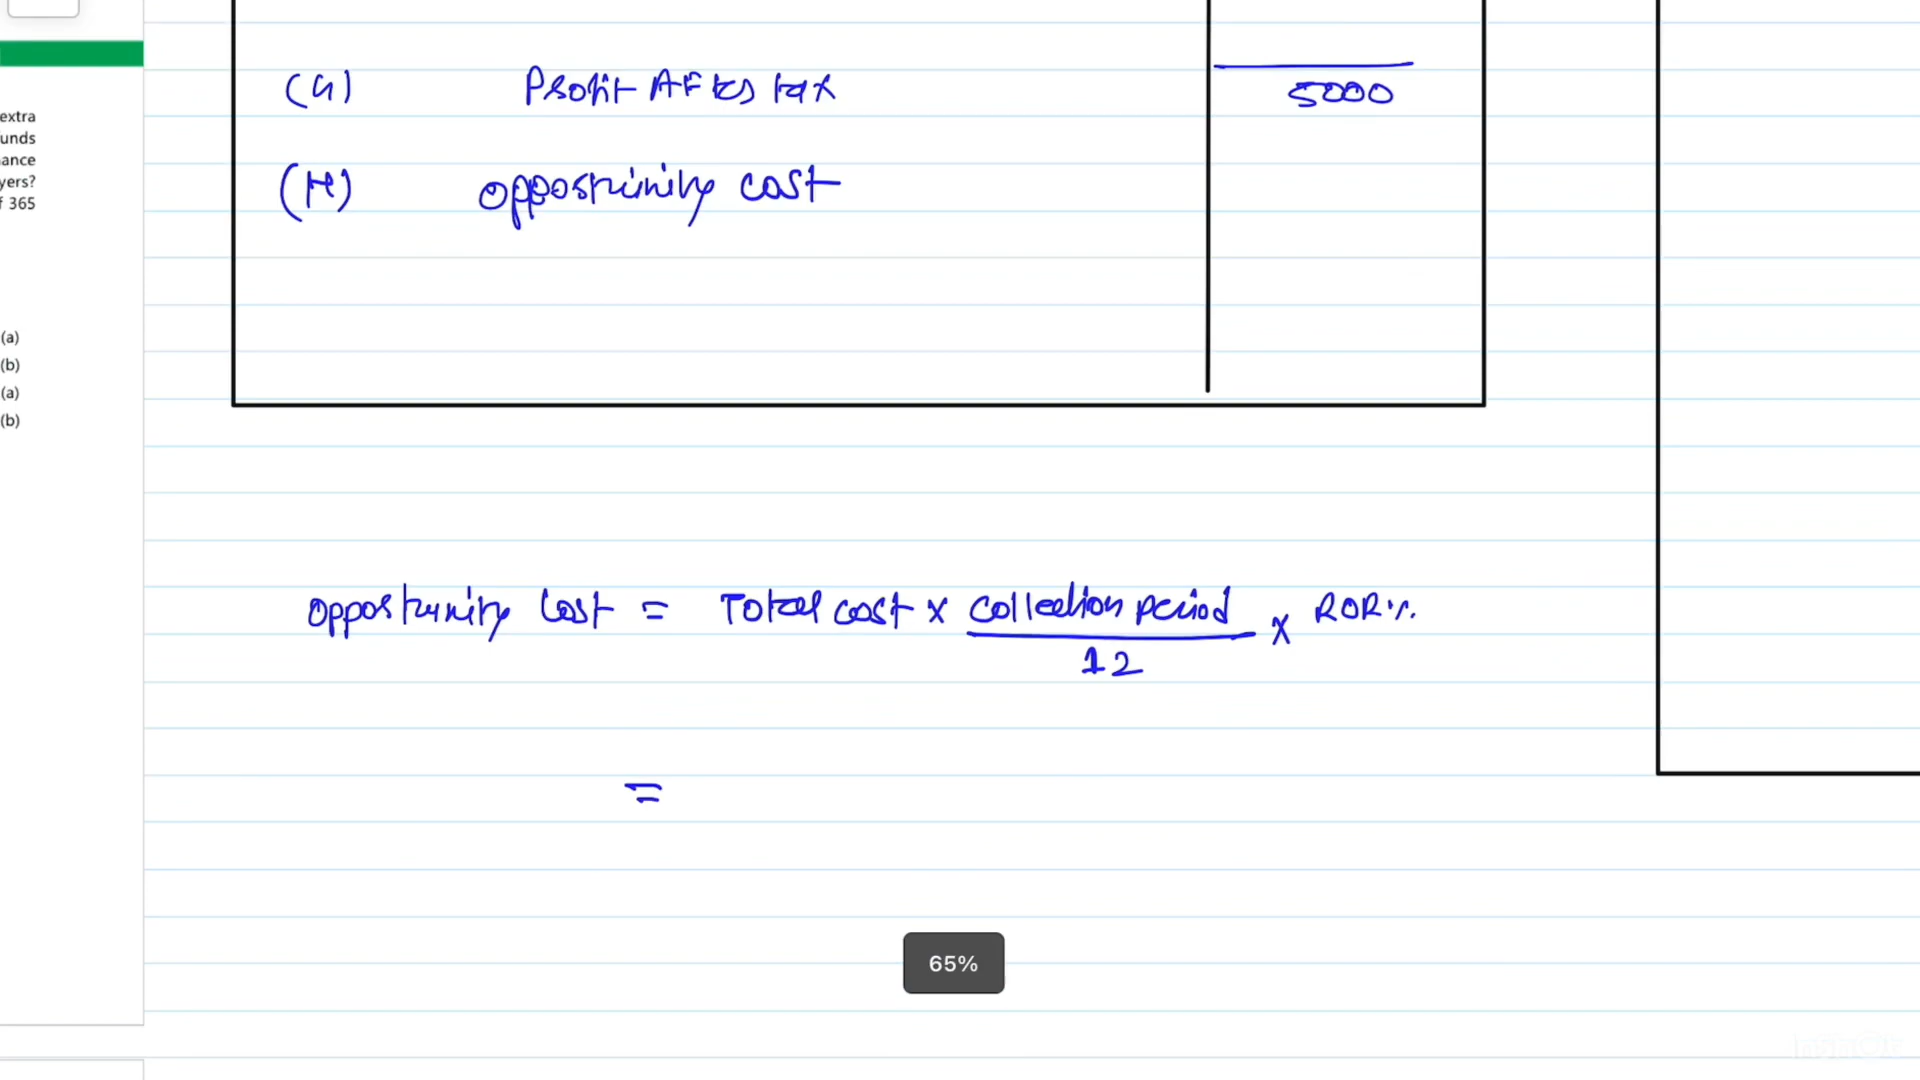 extra
unds
ance
yers?
f 365
(a)
(b)
(a)
(b)
(G) Profit After tax 5000
(H) Opportunity cost
Opportunity Cost = Total cost x Collection period / 12 x ROR%
=
65%